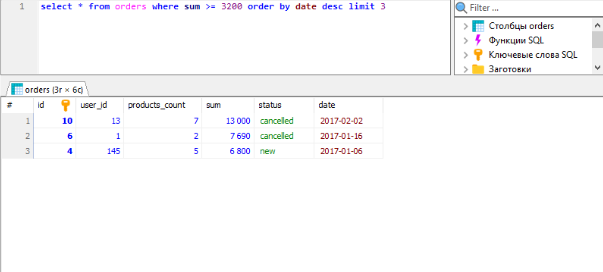 1 select * from orders where sum >= 3200 order by date desc limit 3
Filter ...
Столбцы orders
Функции SQL
Ключевые слова SQL
Заготовки
orders (3r × 6c)
# id user_id products_count sum status date
1 10 13 7 13 000 cancelled 2017-02-02
2 6 1 2 7 690 cancelled 2017-01-16
3 4 145 5 6 800 new 2017-01-06